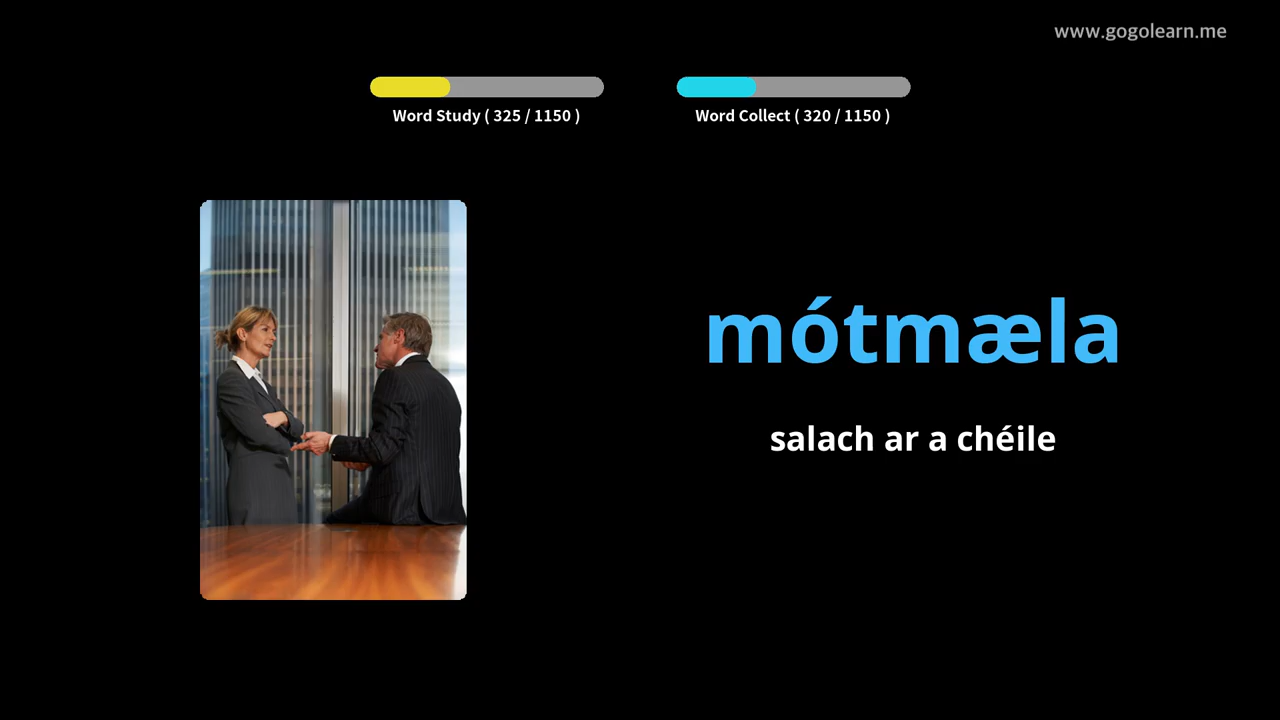 www.gogolearn.me
Word Study ( 325 / 1150 )
Word Collect ( 320 / 1150 )
mótmæla
salach ar a chéile